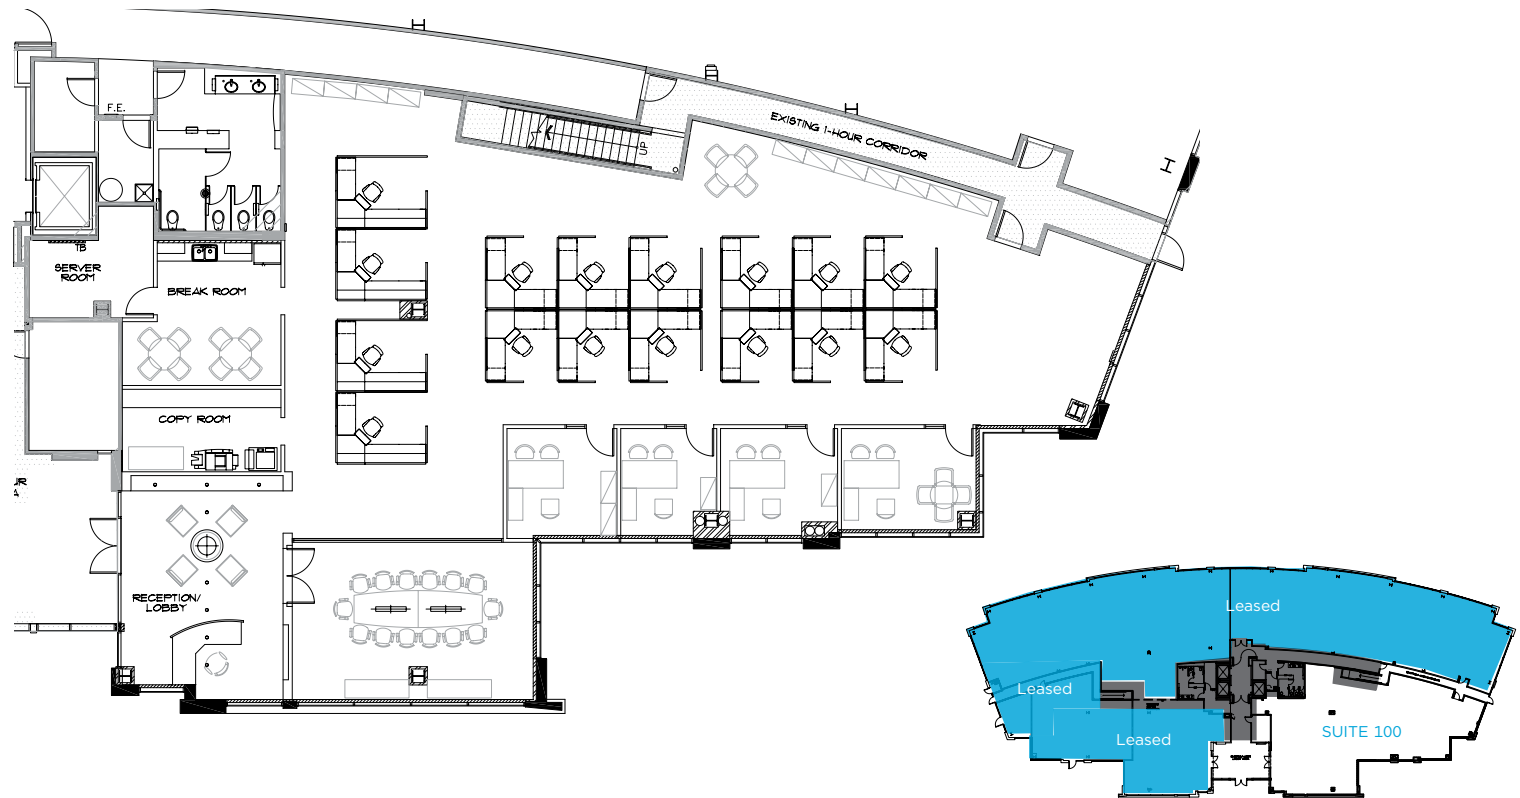 F.E.
UP
EXISTING 1-HOUR CORRIDOR
TB
SERVER
ROOM
BREAK ROOM
COPY ROOM
UR
A
RECEPTION/
LOBBY
Leased
Leased
Leased
SUITE 100